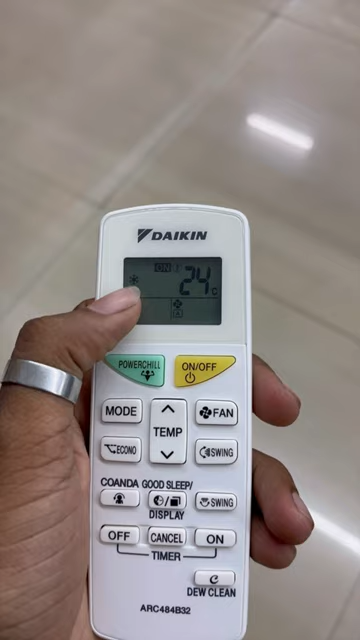 DAIKIN
ON
24 C
POWERCHILL
ON/OFF
MODE
TEMP
FAN
ECONO
SWING
COANDA GOOD SLEEP/
SWING
DISPLAY
OFF CANCEL ON
TIMER
DEW CLEAN
ARC484B32